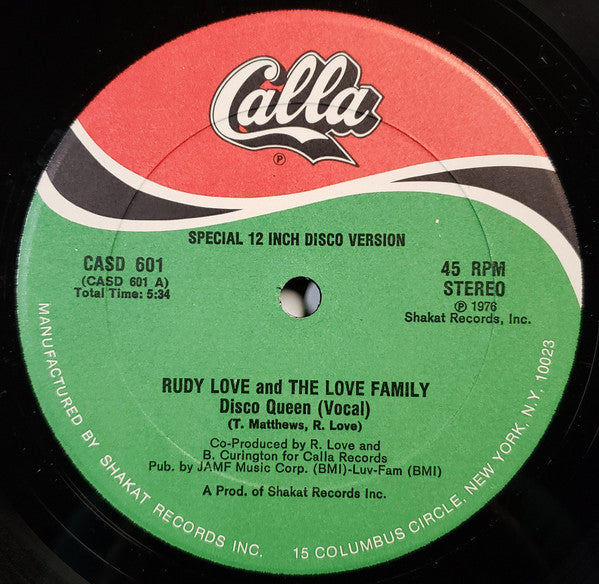 Calla
℗
SPECIAL 12 INCH DISCO VERSION
CASD 601
(CASD 601 A)
Total Time: 5:34
45 RPM
STEREO
℗ 1976
Shakat Records, Inc.
RUDY LOVE and THE LOVE FAMILY
Disco Queen (Vocal)
(T. Matthews, R. Love)
Co-Produced by R. Love and
B. Curington for Calla Records
Pub. by JAMF Music Corp. (BMI)-Luv-Fam (BMI)
A Prod. of Shakat Records Inc.
MANUFACTURED BY SHAKAT RECORDS INC. 15 COLUMBUS CIRCLE, NEW YORK, N.Y. 10023